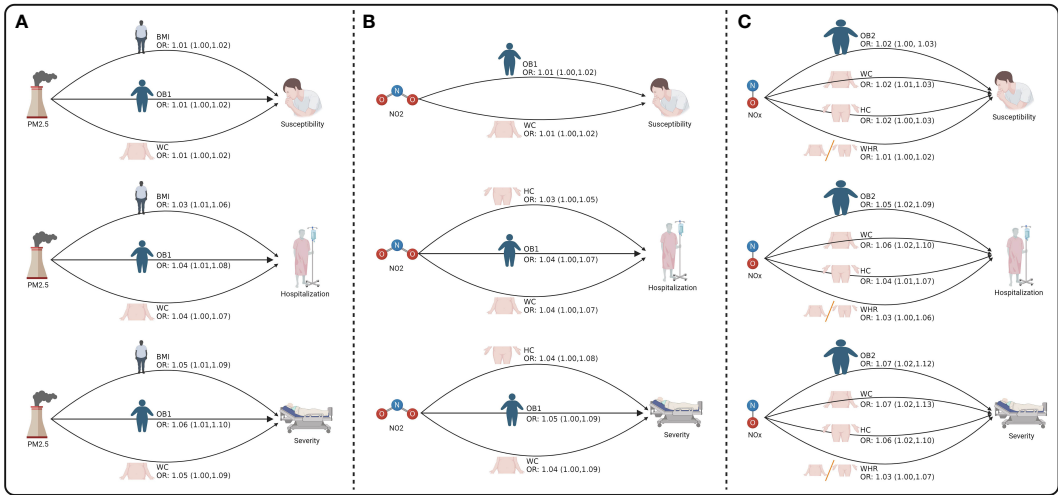 A
BMI
OR: 1.01 (1.00,1.02)
OB1
OR: 1.01 (1.00,1.02)
PM2.5
Susceptibility
WC
OR: 1.01 (1.00,1.02)
BMI
OR: 1.03 (1.01,1.06)
OB1
OR: 1.04 (1.01,1.08)
PM2.5
Hospitalization
WC
OR: 1.04 (1.00,1.07)
BMI
OR: 1.05 (1.01,1.09)
OB1
OR: 1.06 (1.01,1.10)
PM2.5
Severity
WC
OR: 1.05 (1.00,1.09)
B
OB1
OR: 1.01 (1.00,1.02)
N
O O
NO2
Susceptibility
WC
OR: 1.01 (1.00,1.02)
HC
OR: 1.03 (1.00,1.05)
N
O O
OB1
OR: 1.04 (1.00,1.07)
NO2
Hospitalization
WC
OR: 1.04 (1.00,1.07)
HC
OR: 1.04 (1.00,1.08)
N
O O
OB1
OR: 1.05 (1.00,1.09)
NO2
Severity
WC
OR: 1.04 (1.00,1.09)
C
OB2
OR: 1.02 (1.00, 1.03)
WC
OR: 1.02 (1.01,1.03)
N
O
HC
OR: 1.02 (1.00,1.03)
NOx
Susceptibility
WHR
OR: 1.01 (1.00,1.02)
OB2
OR: 1.05 (1.02,1.09)
WC
OR: 1.06 (1.02,1.10)
N
O
HC
OR: 1.04 (1.01,1.07)
NOx
Hospitalization
WHR
OR: 1.03 (1.00,1.06)
OB2
OR: 1.07 (1.02,1.12)
WC
OR: 1.07 (1.02,1.13)
N
O
HC
OR: 1.06 (1.02,1.10)
NOx
Severity
WHR
OR: 1.03 (1.00,1.07)